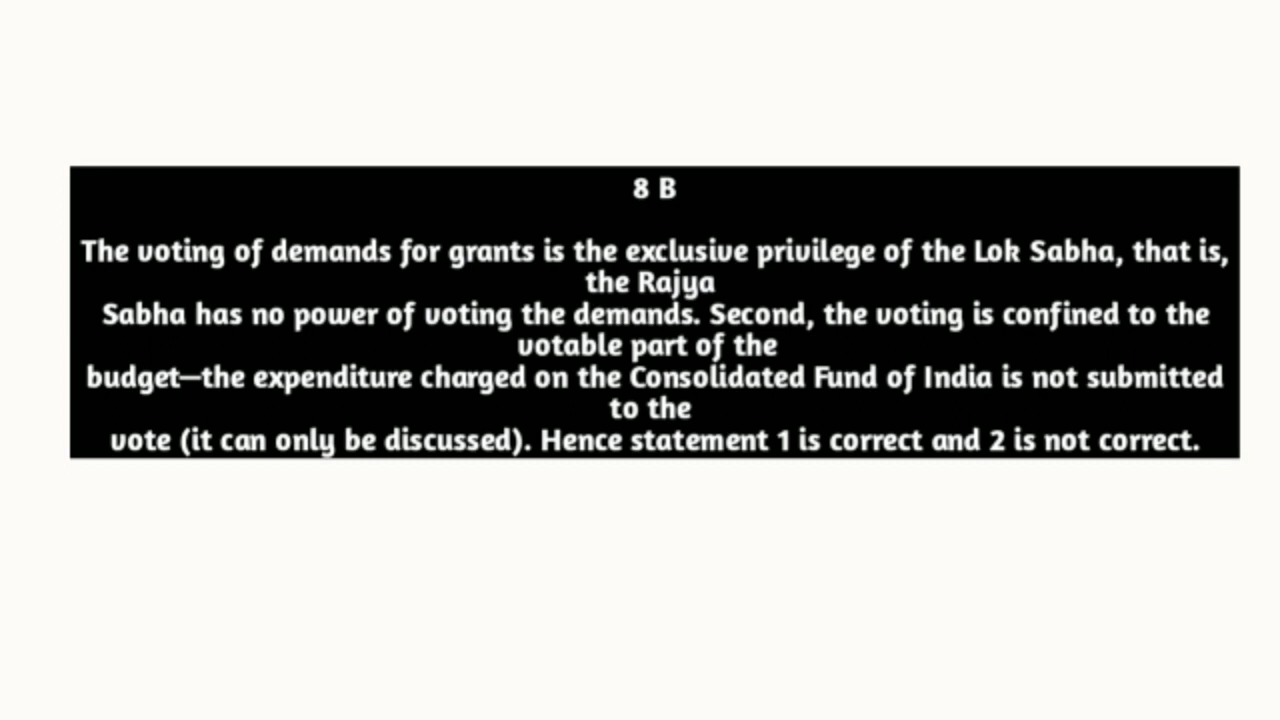 8 B
The voting of demands for grants is the exclusive privilege of the Lok Sabha, that is,
the Rajya
Sabha has no power of voting the demands. Second, the voting is confined to the
votable part of the
budget—the expenditure charged on the Consolidated Fund of India is not submitted
to the
vote (it can only be discussed). Hence statement 1 is correct and 2 is not correct.